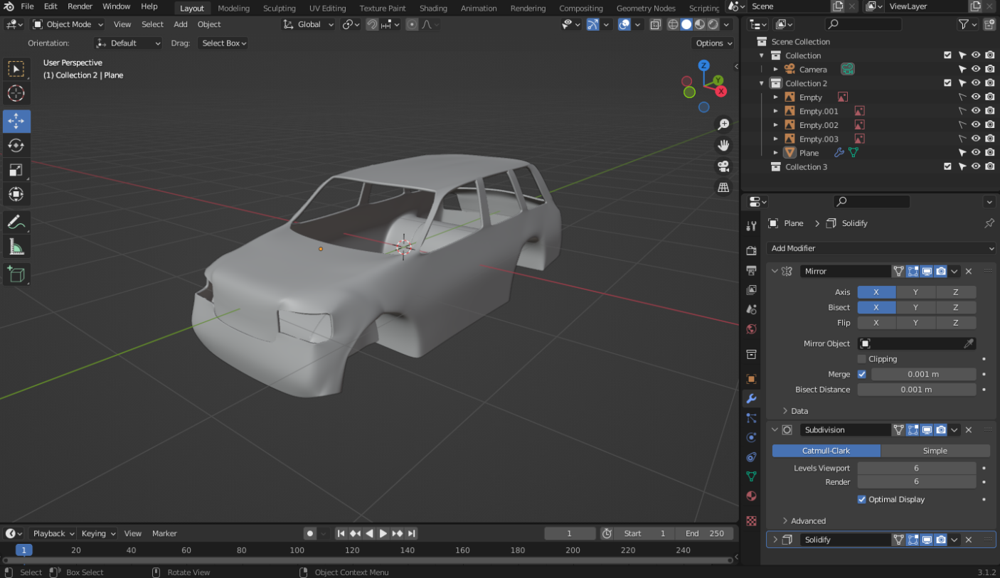 File Edit Render Window Help Layout Modeling Sculpting UV Editing Texture Paint Shading Animation Rendering Compositing Geometry Nodes Scripting Scene ViewLayer
Object Mode View Select Add Object Global
Orientation: Default Drag: Select Box Options
User Perspective
(1) Collection 2 | Plane
Z
Y
X
Scene Collection
Collection
Camera
Collection 2
Empty
Empty.001
Empty.002
Empty.003
Plane
Collection 3
Plane > Solidify
Add Modifier
Mirror
Axis X Y Z
Bisect X Y Z
Flip X Y Z
Mirror Object
Clipping
Merge 0.001 m
Bisect Distance 0.001 m
Data
Subdivision
Catmull-Clark Simple
Levels Viewport 6
Render 6
Optimal Display
Advanced
Solidify
Playback Keying View Marker 1 Start 1 End 250
1 20 40 60 80 100 120 140 160 180 200 220 240
Select Box Select Rotate View Object Context Menu 3.1.2